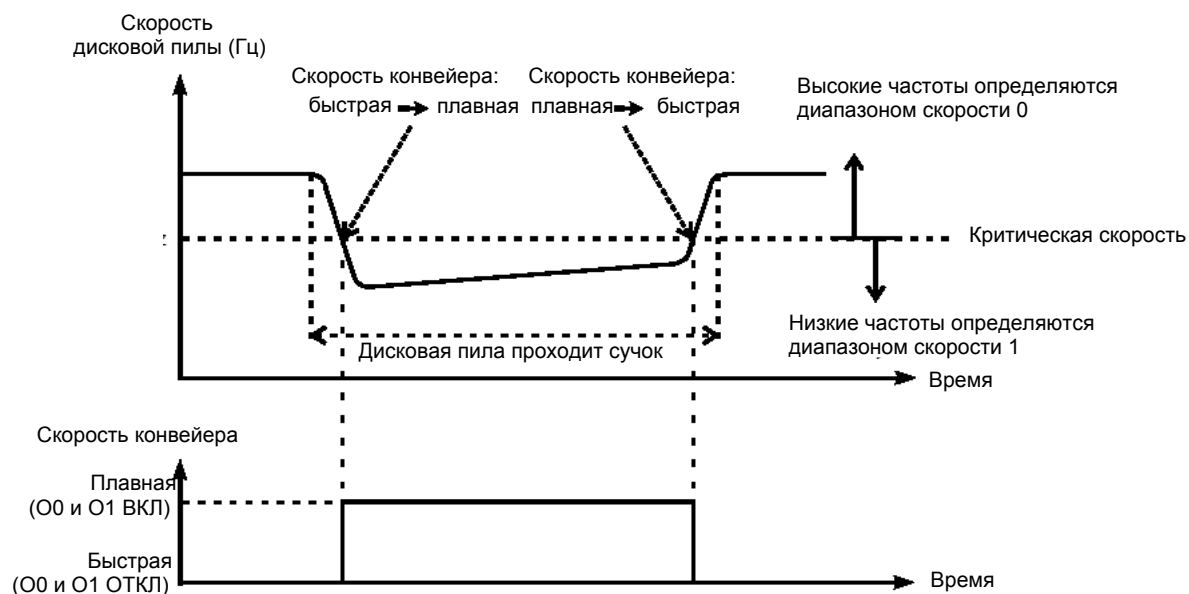 Скорость
дисковой пилы (Гц)
Скорость конвейера:
быстрая плавная
Скорость конвейера:
плавная быстрая
Высокие частоты определяются
диапазоном скорости 0
Критическая скорость
Низкие частоты определяются
диапазоном скорости 1
Дисковая пила проходит сучок
Время
Скорость конвейера
Плавная
(O0 и O1 ВКЛ)
Быстрая
(O0 и O1 ОТКЛ)
Время